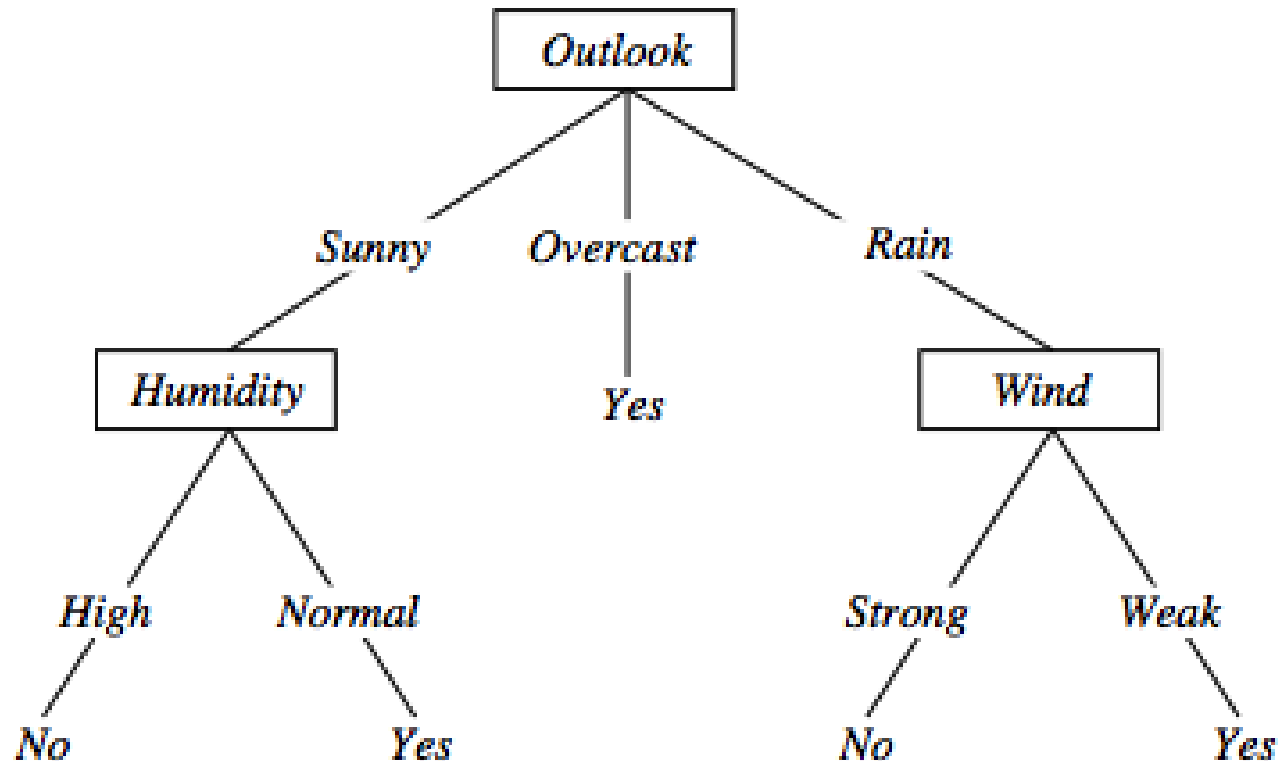 Outlook
Sunny Overcast Rain
Humidity Yes Wind
High Normal Strong Weak
No Yes No Yes